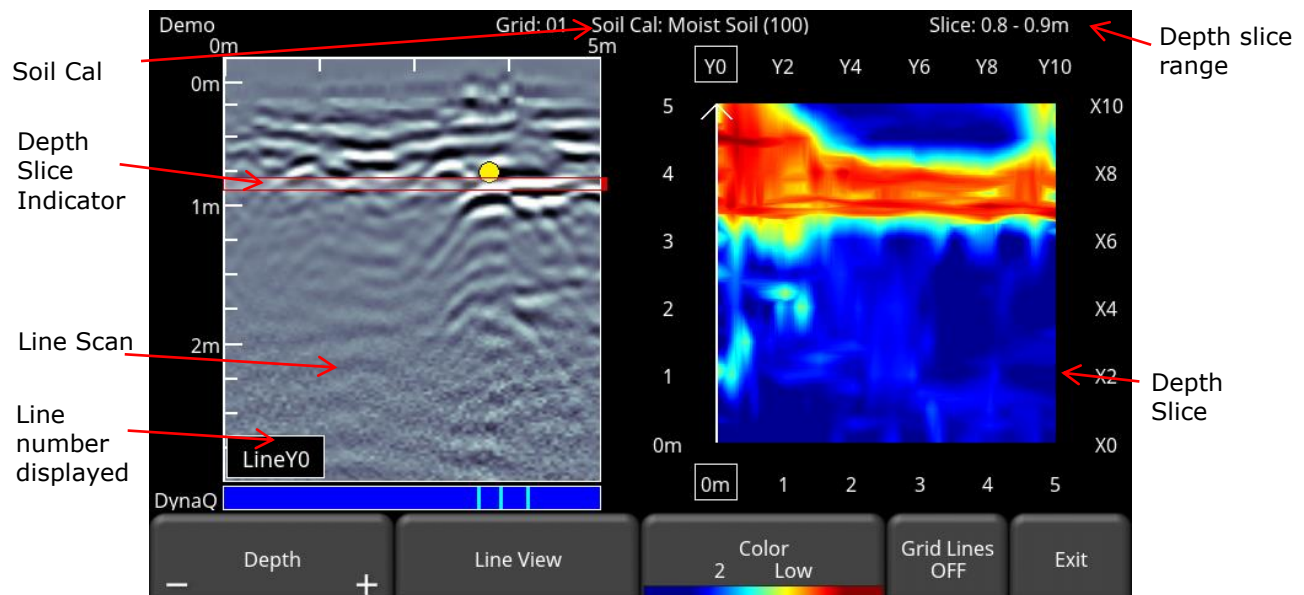 Demo
Grid: 01
Soil Cal: Moist Soil (100)
Slice: 0.8 - 0.9m
0m
5m
Soil Cal
Depth slice
range
Y0
Y2
Y4
Y6
Y8
Y10
0m
1m
2m
Depth
Slice
Indicator
Line Scan
Line
number
displayed
LineY0
DynaQ
5
4
3
2
1
0m
X10
X8
X6
X4
X2
X0
Depth
Slice
0m
1
2
3
4
5
Depth
− +
Line View
Color
2 Low
Grid Lines
OFF
Exit